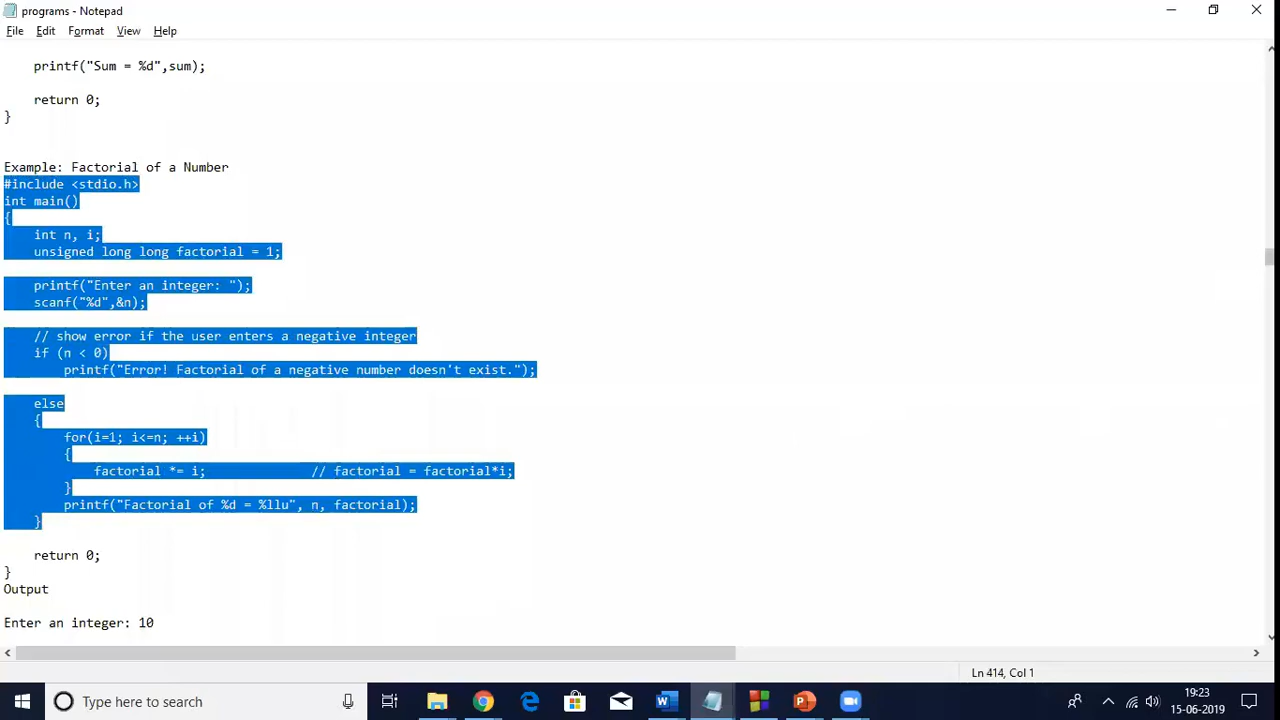 programs - Notepad
File Edit Format View Help
    printf("Sum = %d",sum);
    return 0;
}
Example: Factorial of a Number
#include <stdio.h>
int main()
{
    int n, i;
    unsigned long long factorial = 1;
    printf("Enter an integer: ");
    scanf("%d",&n);
    // show error if the user enters a negative integer
    if (n < 0)
        printf("Error! Factorial of a negative number doesn't exist.");
    else
    {
        for(i=1; i<=n; ++i)
        {
            factorial *= i;              // factorial = factorial*i;
        }
        printf("Factorial of %d = %llu", n, factorial);
    }
    return 0;
}
Output
Enter an integer: 10
Ln 414, Col 1
Type here to search
19:23
15-06-2019